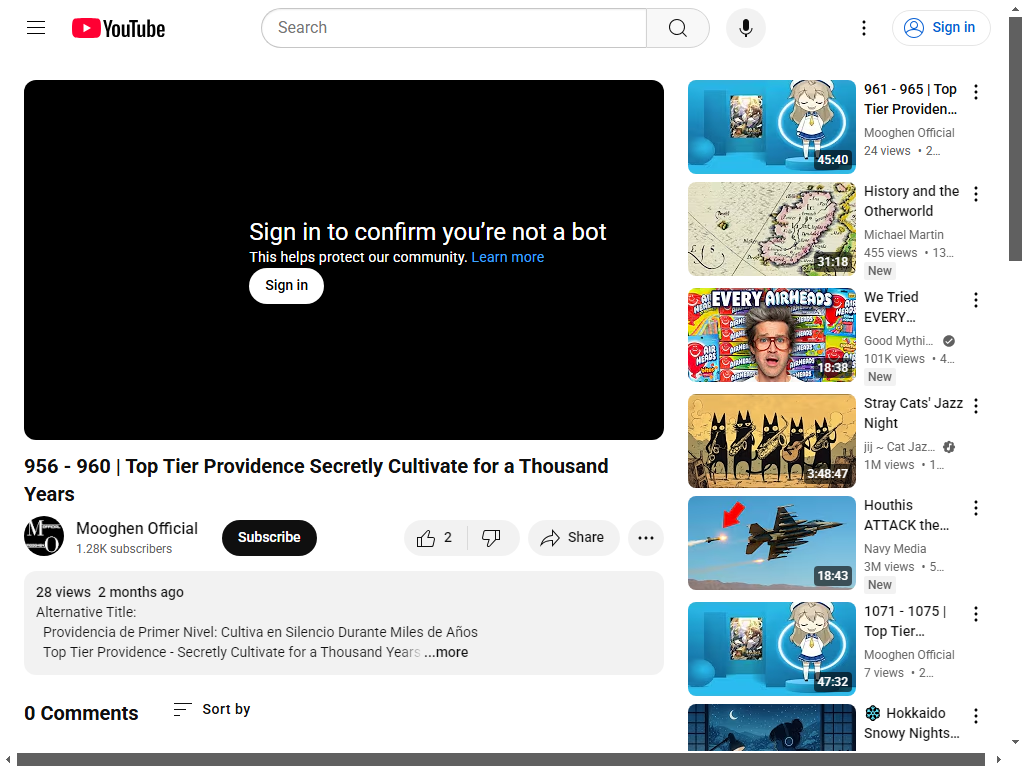 YouTube
Search
Sign in
Sign in to confirm you’re not a bot
This helps protect our community. Learn more
Sign in
956 - 960 | Top Tier Providence Secretly Cultivate for a Thousand
Years
Mooghen Official
1.28K subscribers
Subscribe
2
Share
28 views 2 months ago
Alternative Title:
Providencia de Primer Nivel: Cultiva en Silencio Durante Miles de Años
Top Tier Providence - Secretly Cultivate for a Thousand Years ...more
0 Comments
Sort by
45:40
961 - 965 | Top
Tier Providen...
Mooghen Official
24 views • 2...
31:18
History and the
Otherworld
Michael Martin
455 views • 13...
New
EVERY AIRHEADS
18:38
We Tried
EVERY...
Good Mythi...
101K views • 4...
New
3:48:47
Stray Cats' Jazz
Night
jij ~ Cat Jaz...
1M views • 1...
18:43
Houthis
ATTACK the...
Navy Media
3M views • 5...
New
47:32
1071 - 1075 |
Top Tier...
Mooghen Official
7 views • 2...
Hokkaido
Snowy Nights...